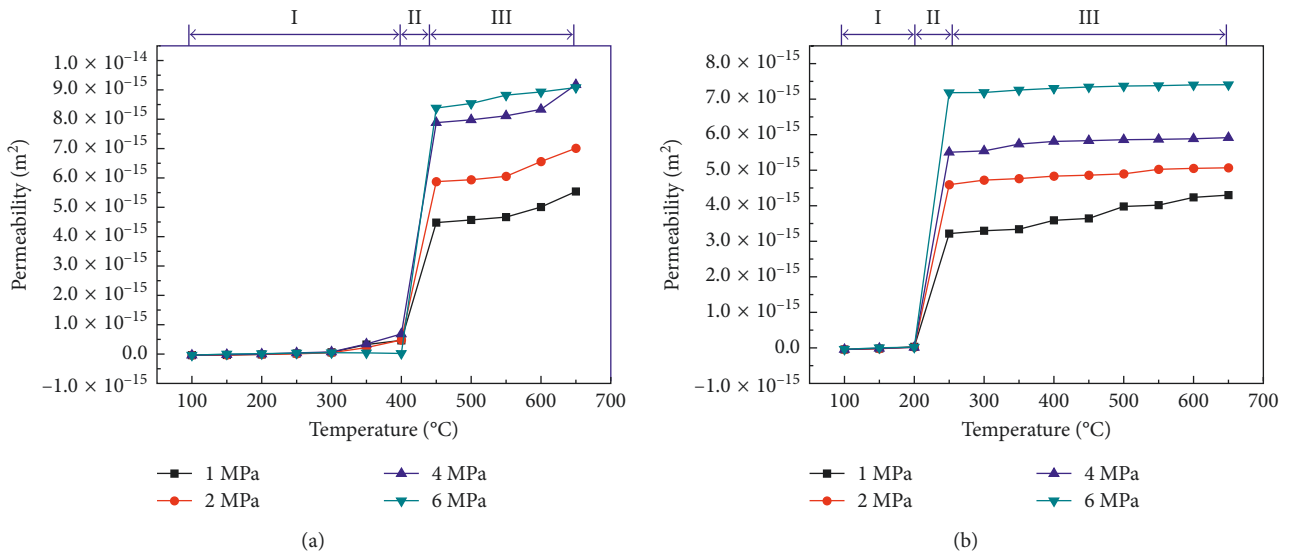 I II III
1.0 × 10⁻¹⁴
9.0 × 10⁻¹⁵
8.0 × 10⁻¹⁵
7.0 × 10⁻¹⁵
6.0 × 10⁻¹⁵
5.0 × 10⁻¹⁵
4.0 × 10⁻¹⁵
3.0 × 10⁻¹⁵
2.0 × 10⁻¹⁵
1.0 × 10⁻¹⁵
0.0
−1.0 × 10⁻¹⁵
Permeability (m²)
100 200 300 400 500 600 700
Temperature (°C)
1 MPa
2 MPa
4 MPa
6 MPa
(a)
I II III
8.0 × 10⁻¹⁵
7.0 × 10⁻¹⁵
6.0 × 10⁻¹⁵
5.0 × 10⁻¹⁵
4.0 × 10⁻¹⁵
3.0 × 10⁻¹⁵
2.0 × 10⁻¹⁵
1.0 × 10⁻¹⁵
0.0
−1.0 × 10⁻¹⁵
Permeability (m²)
100 200 300 400 500 600 700
Temperature (°C)
1 MPa
2 MPa
4 MPa
6 MPa
(b)